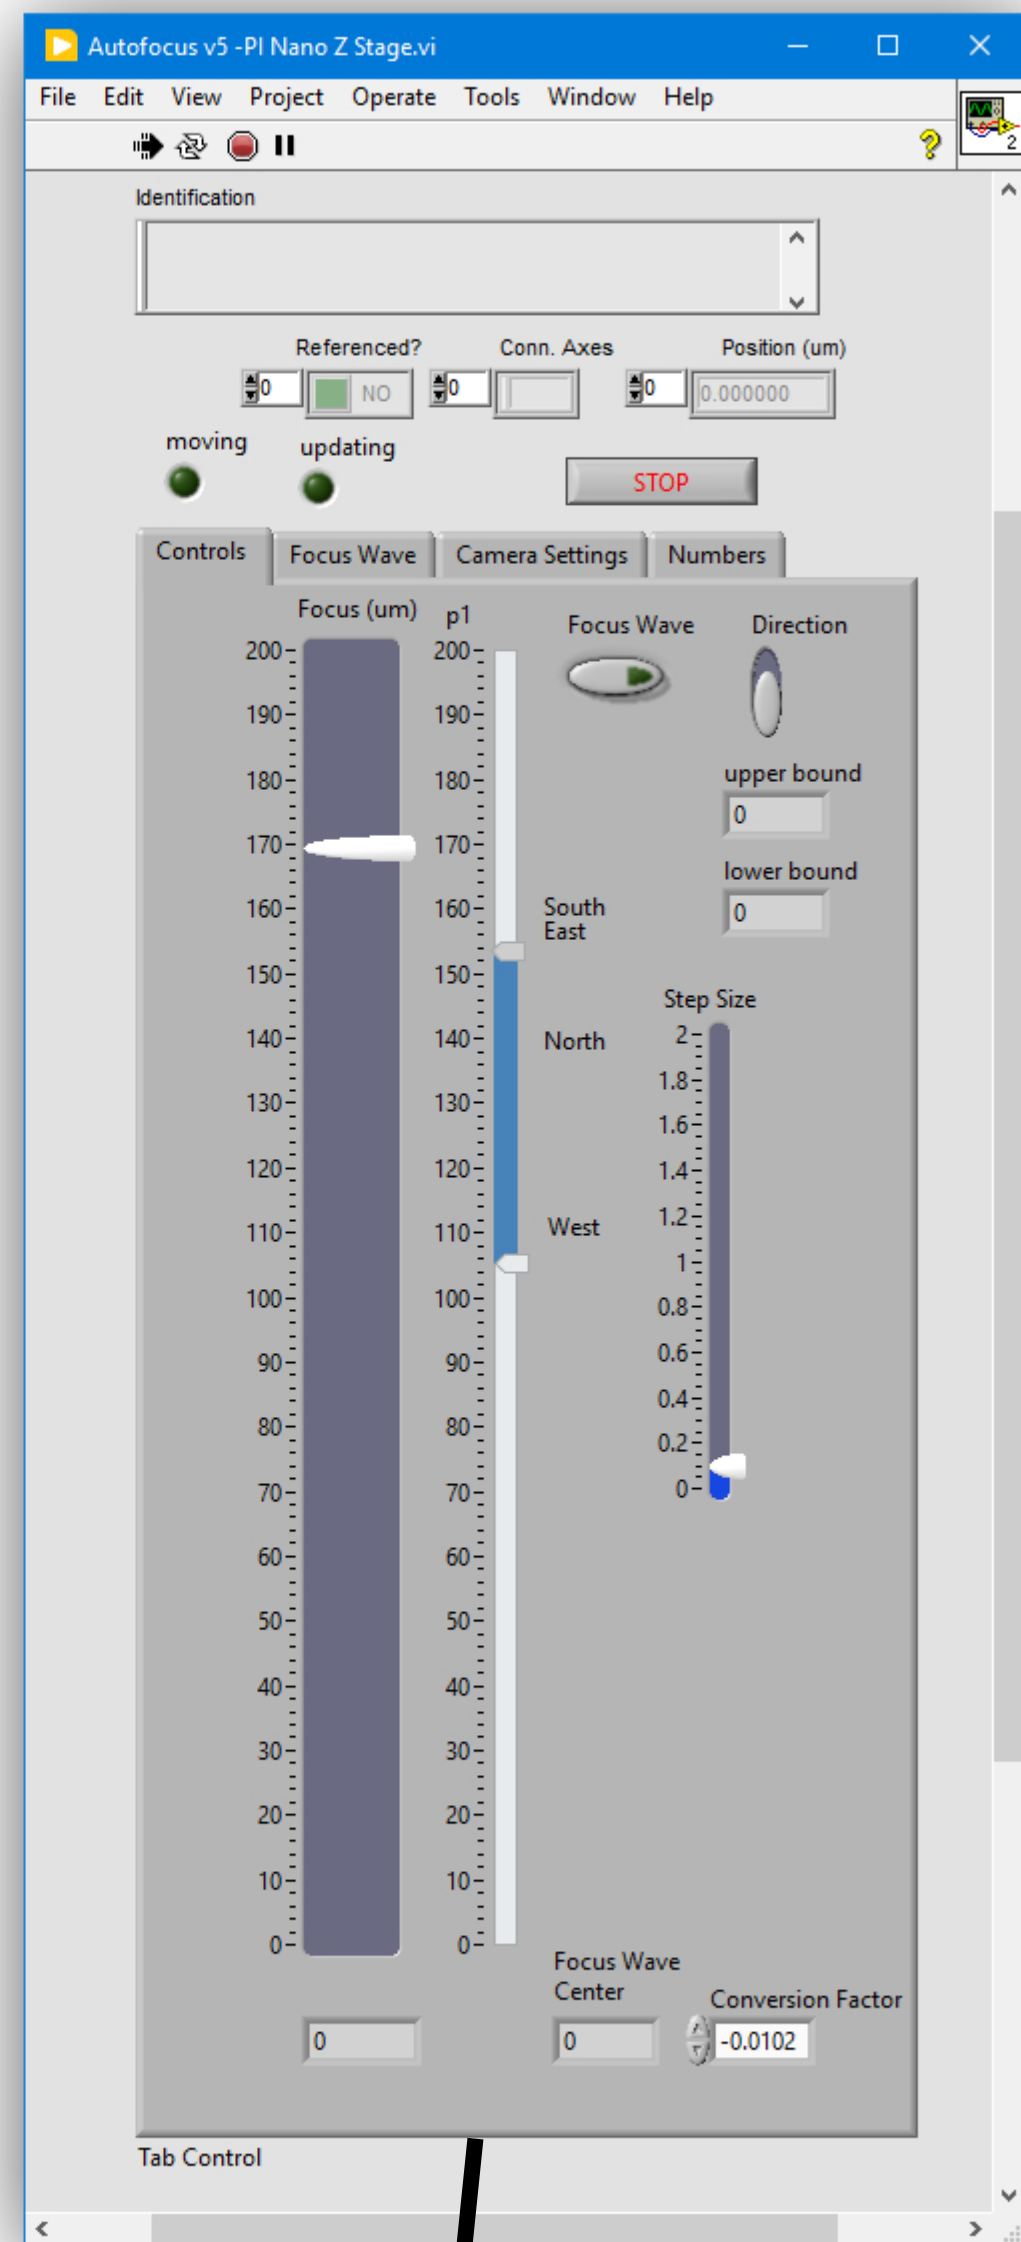 Autofocus v5 -PI Nano Z Stage.vi
File Edit View Project Operate Tools Window Help
2
Identification
Referenced? Conn. Axes Position (um)
0 NO 0 0 0.000000
moving updating
STOP
Controls Focus Wave Camera Settings Numbers
Focus (um) p1 Focus Wave Direction
200 200
190 190
upper bound
180 180
0
170 170
lower bound
160 160 South 0
East
150 150
Step Size
140 140 North 2
1.8
130 130
1.6
120 120 1.4
110 110 West 1.2
1
100 100
0.8
90 90 0.6
0.4
80 80
0.2
70 70 0
60 60
50 50
40 40
30 30
20 20
10 10
0 0
Focus Wave
Center Conversion Factor
0 0 -0.0102
Tab Control